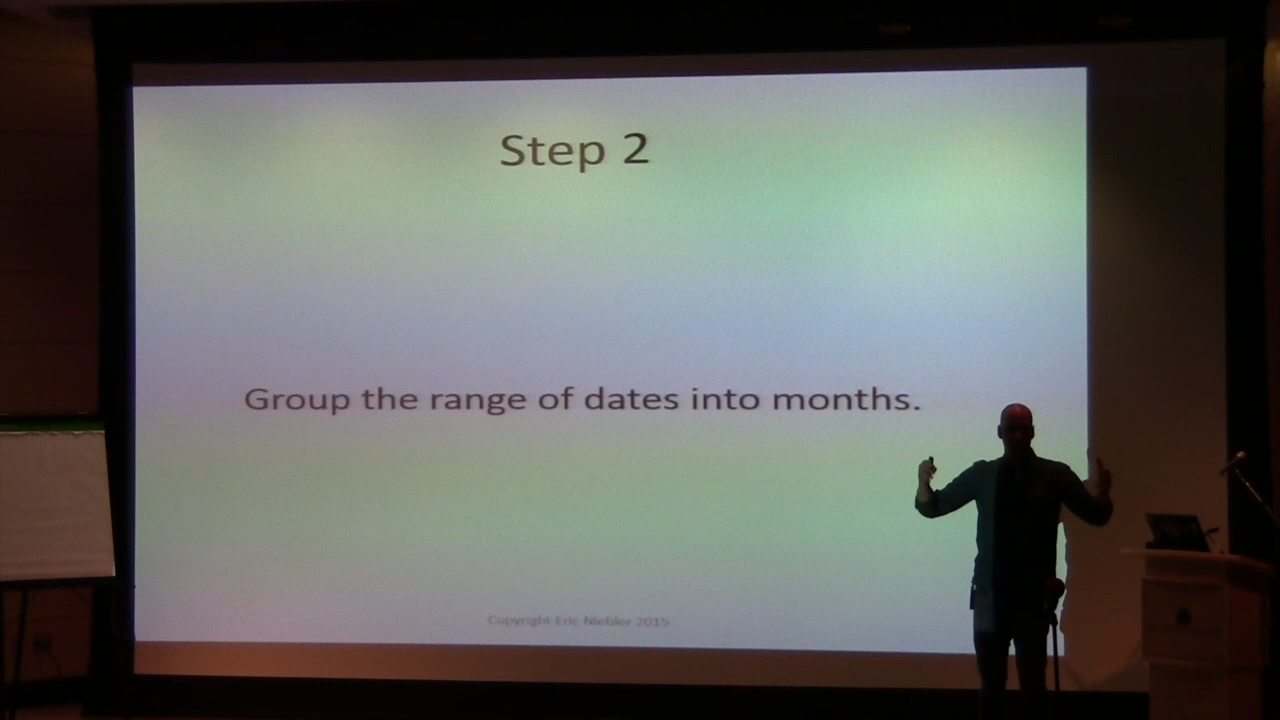 Step 2
Group the range of dates into months.
Copyright Eric Niebler 2015